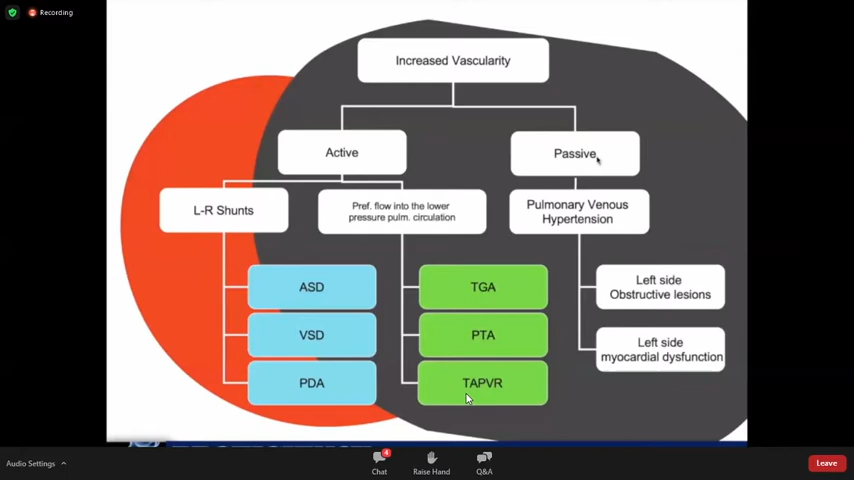 Recording
Increased Vascularity
Active
Passive
L-R Shunts
Pref. flow into the lower
pressure pulm. circulation
Pulmonary Venous
Hypertension
ASD
TGA
Left side
Obstructive lesions
VSD
PTA
Left side
myocardial dysfunction
PDA
TAPVR
Audio Settings
4
Chat
Raise Hand
Q&A
Leave